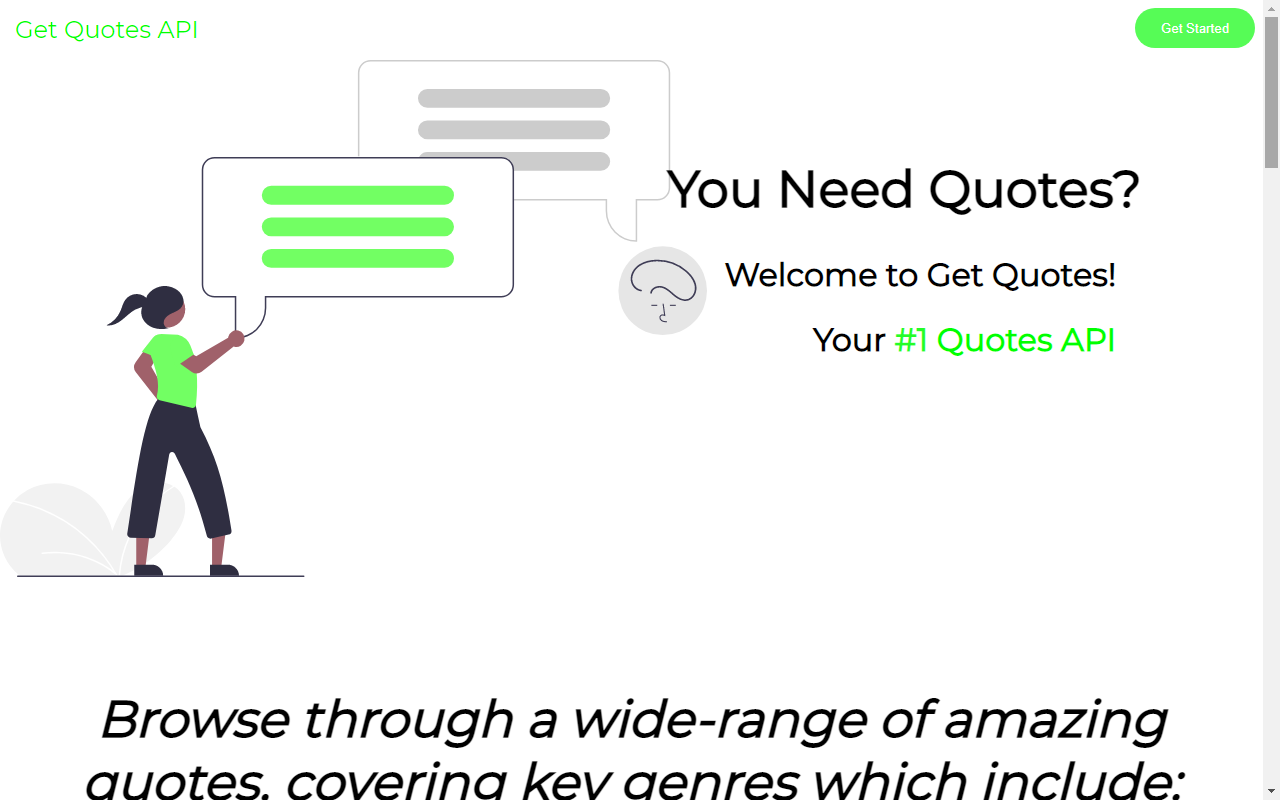 Get Quotes API
Get Started
You Need Quotes?
Welcome to Get Quotes!
Your #1 Quotes API
Browse through a wide-range of amazing
quotes, covering key genres which include: